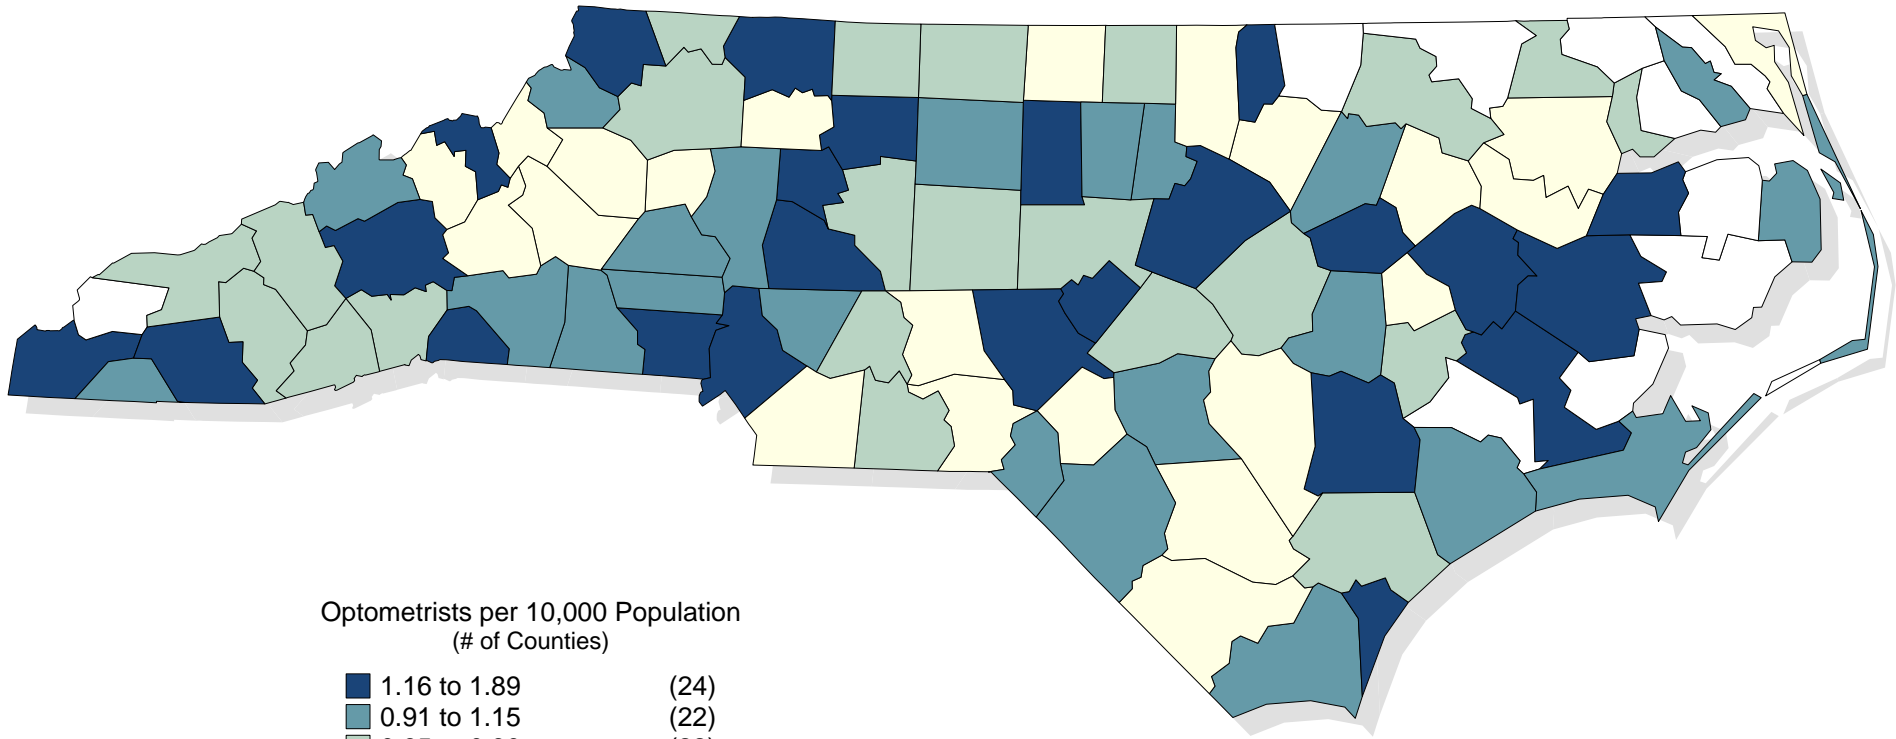 Optometrists per 10,000 Population
(# of Counties)
1.16 to 1.89 (24)
0.91 to 1.15 (22)